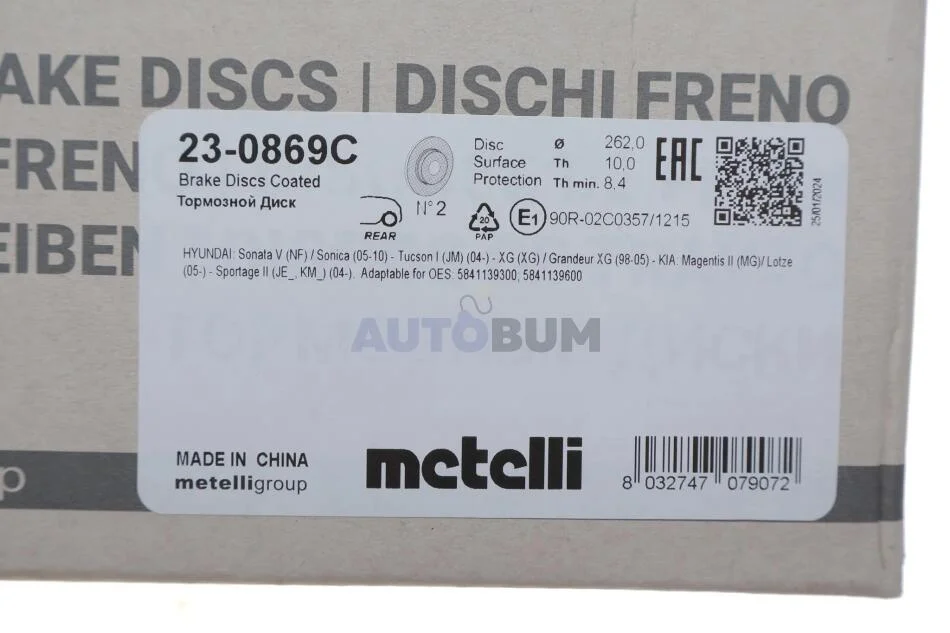 AKE DISCS | DISCHI FRENO
FREN
EIBEN
23-0869C
Brake Discs Coated
Тормозной Диск
REAR
N°2
Disc Ø 262,0
Surface Th 10,0
Protection Th min. 8,4
EAC
25/01/2024
20
PAP
E1 90R-02C0357/1215
HYUNDAI: Sonata V (NF) / Sonica (05-10) - Tucson I (JM) (04-) - XG (XG) / Grandeur XG (98-05) - KIA: Magentis II (MG)/ Lotze
(05-) - Sportage II (JE_, KM_) (04-). Adaptable for OES: 5841139300; 5841139600
AUTOBUM
MADE IN CHINA
metelligroup
metelli
8 032747 079072
p